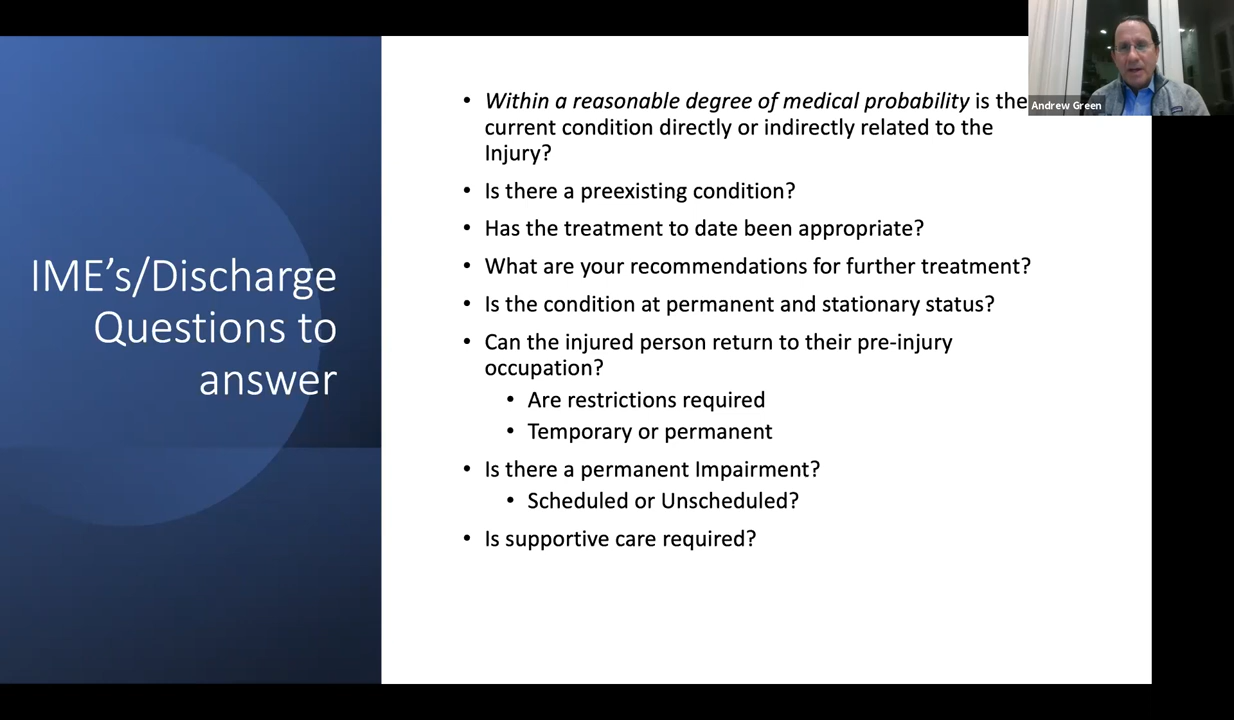 IME's/Discharge
Questions to
answer
• Within a reasonable degree of medical probability is the
current condition directly or indirectly related to the
Injury?
• Is there a preexisting condition?
• Has the treatment to date been appropriate?
• What are your recommendations for further treatment?
• Is the condition at permanent and stationary status?
• Can the injured person return to their pre-injury
occupation?
• Are restrictions required
• Temporary or permanent
• Is there a permanent Impairment?
• Scheduled or Unscheduled?
• Is supportive care required?
Andrew Green